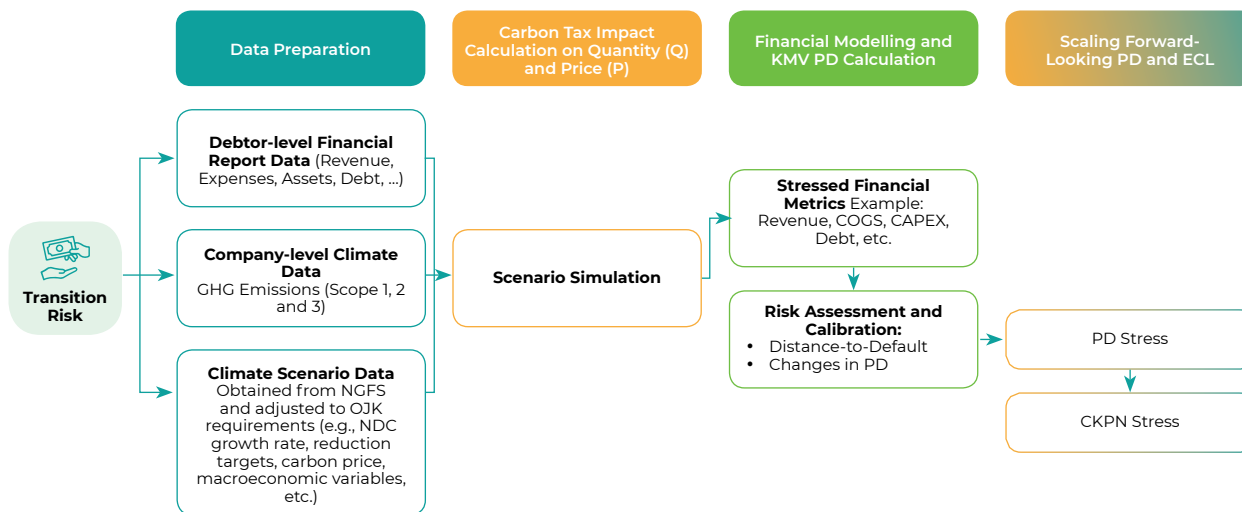 Data Preparation
Carbon Tax Impact
Calculation on Quantity (Q)
and Price (P)
Financial Modelling and
KMV PD Calculation
Scaling Forward-
Looking PD and ECL
Transition
Risk
Debtor-level Financial
Report Data (Revenue,
Expenses, Assets, Debt, ...)
Company-level Climate
Data
GHG Emissions (Scope 1, 2
and 3)
Climate Scenario Data
Obtained from NGFS
and adjusted to OJK
requirements (e.g., NDC
growth rate, reduction
targets, carbon price,
macroeconomic variables,
etc.)
Scenario Simulation
Stressed Financial
Metrics Example:
Revenue, COGS, CAPEX,
Debt, etc.
Risk Assessment and
Calibration:
• Distance-to-Default
• Changes in PD
PD Stress
CKPN Stress